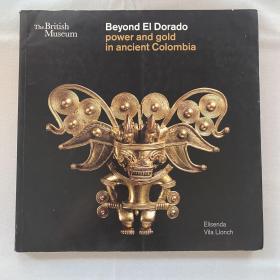 The British
Museum
Beyond El Dorado
power and gold
in ancient Colombia
Elisenda
Vila Llonch